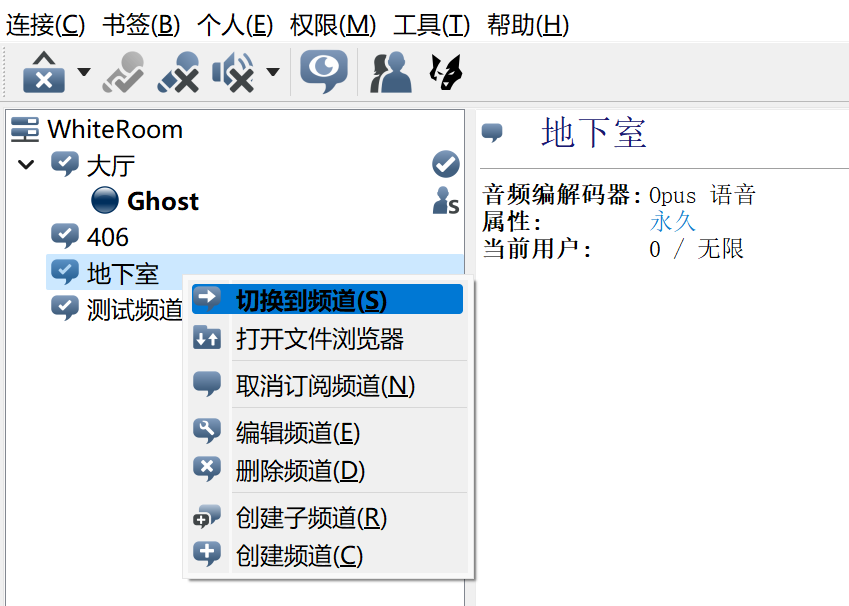 连接(C) 书签(B) 个人(E) 权限(M) 工具(T) 帮助(H)
WhiteRoom
大厅
Ghost
S
406
地下室
测试频道
切换到频道(S)
打开文件浏览器
取消订阅频道(N)
编辑频道(E)
删除频道(D)
创建子频道(R)
创建频道(C)
地下室
音频编解码器: Opus 语音
属性: 永久
当前用户: 0 / 无限